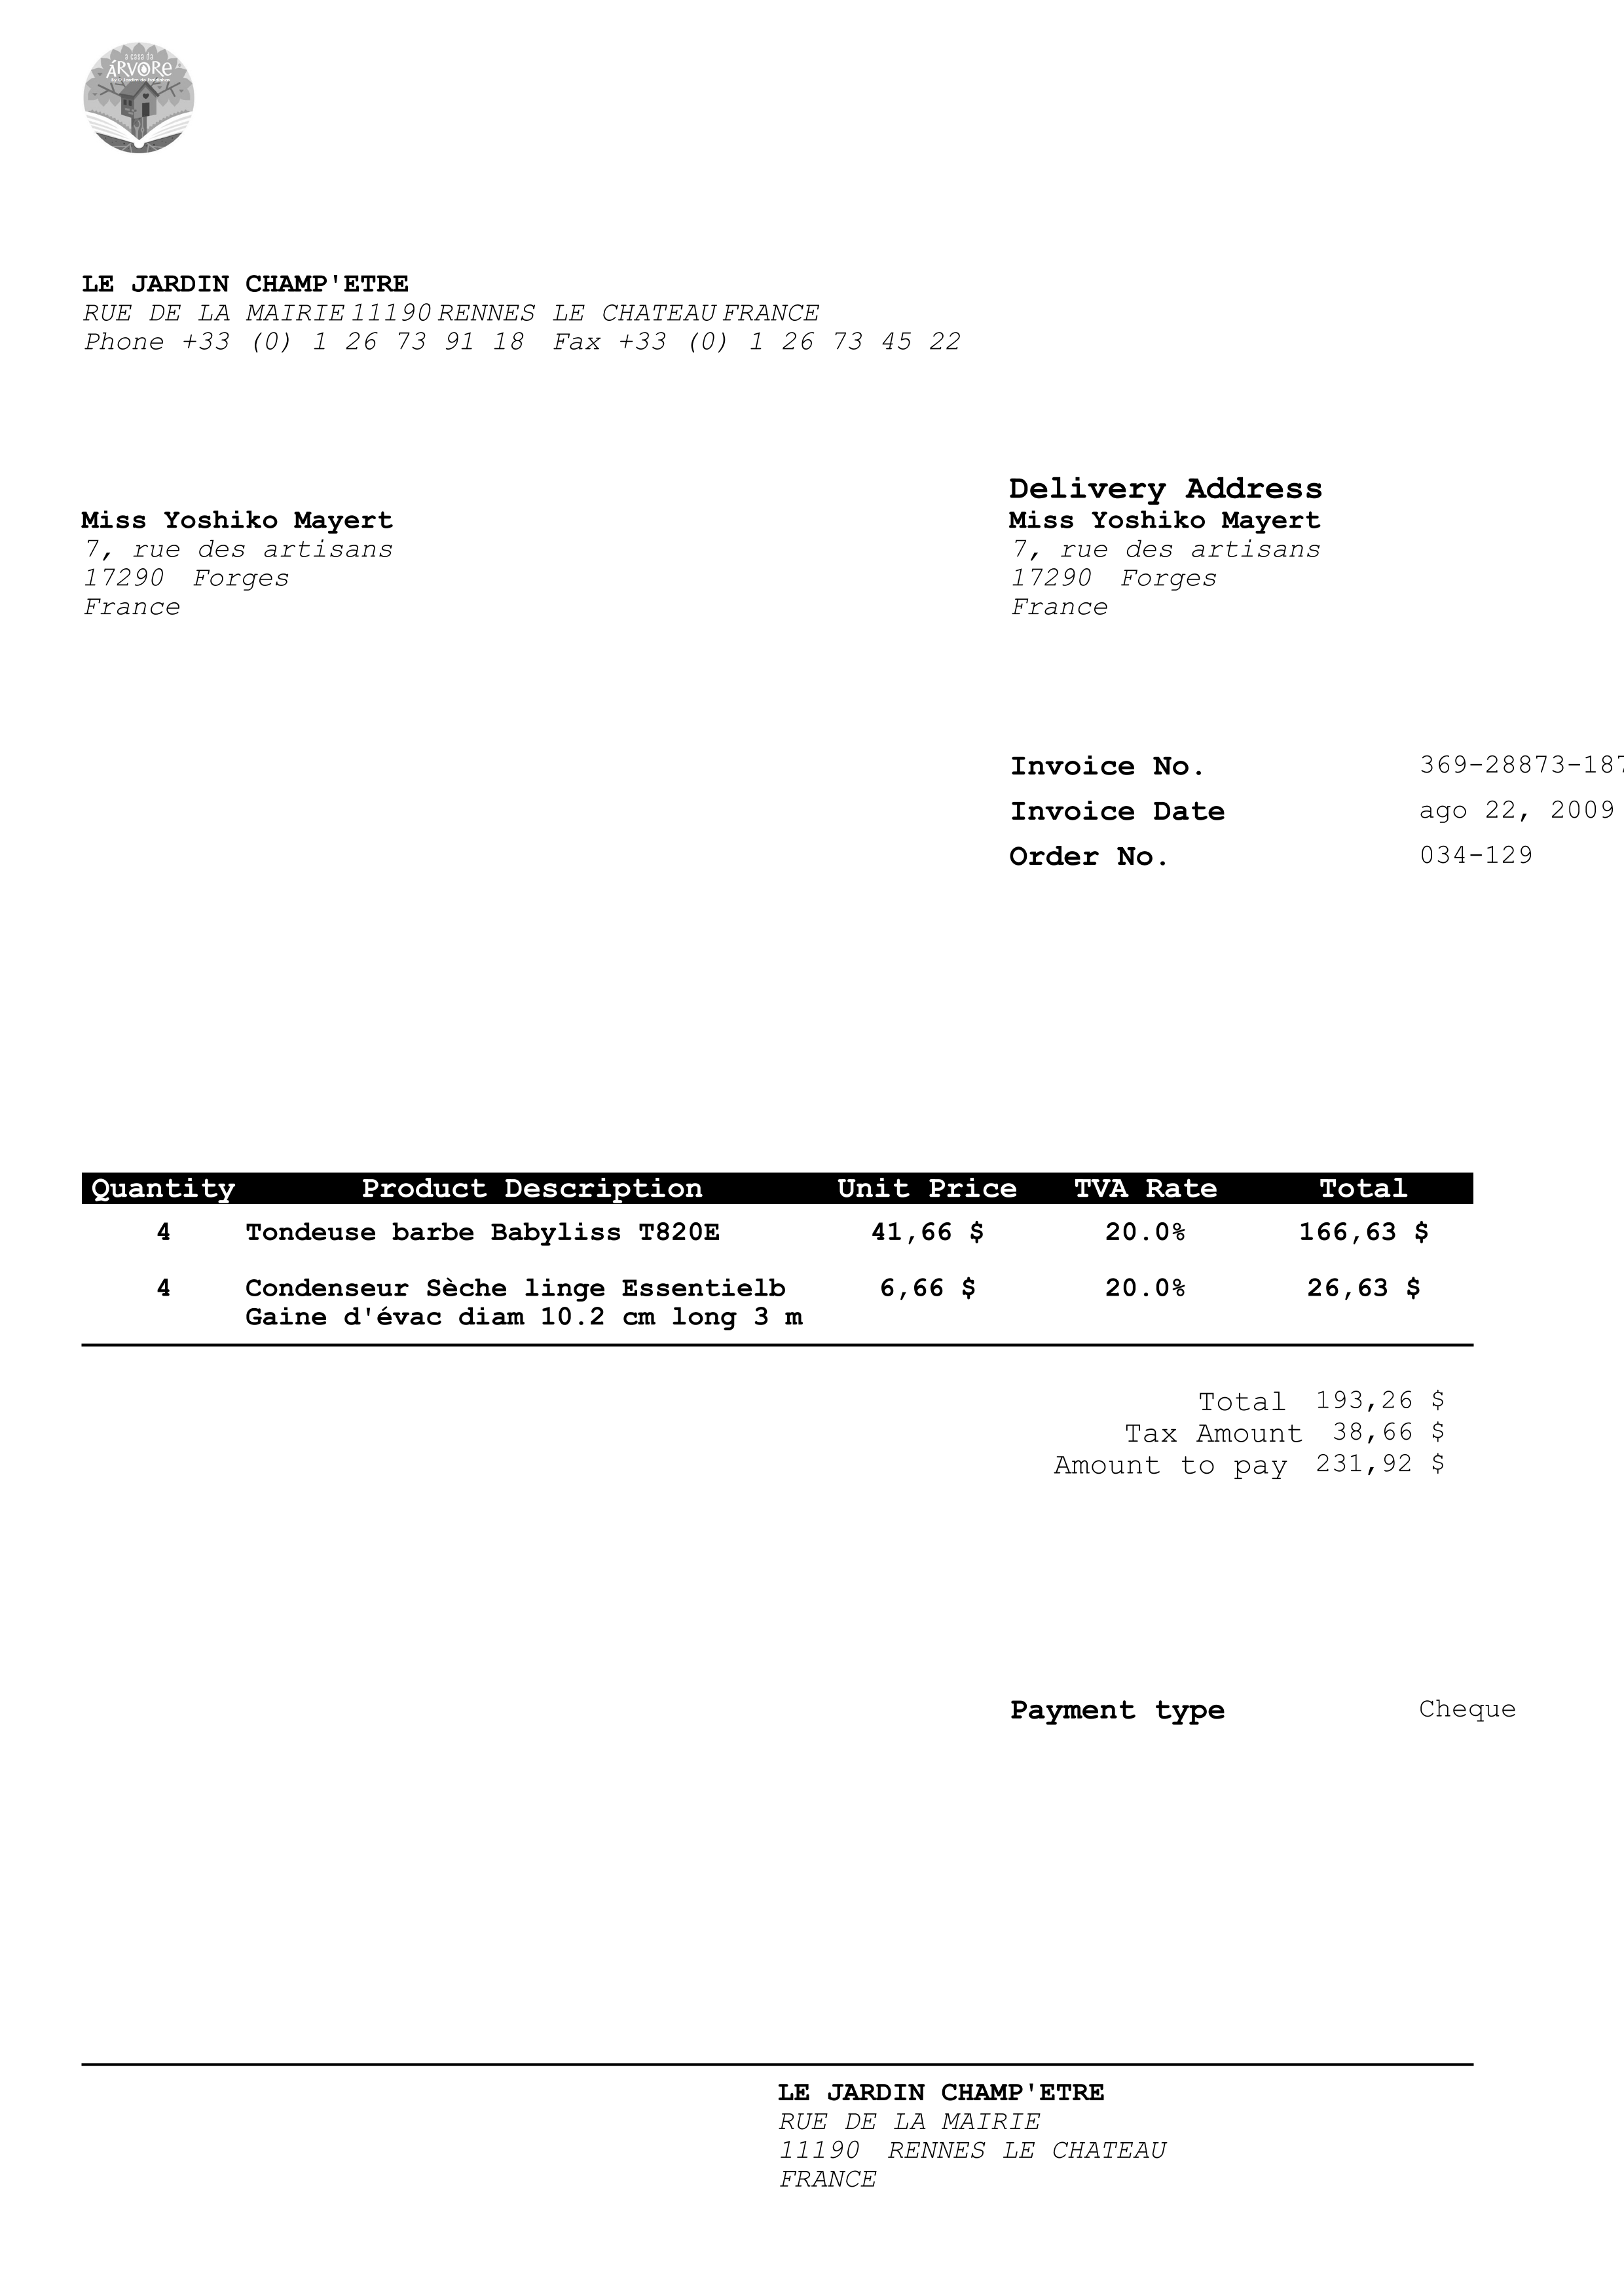 a casa da
ÁRVORE
LE JARDIN CHAMP'ETRE
RUE DE LA MAIRIE 11190 RENNES LE CHATEAU FRANCE
Phone +33 (0) 1 26 73 91 18 Fax +33 (0) 1 26 73 45 22
Delivery Address
Miss Yoshiko Mayert
7, rue des artisans
17290 Forges
France
Miss Yoshiko Mayert
7, rue des artisans
17290 Forges
France
Invoice No. 369-28873-187
Invoice Date ago 22, 2009
Order No. 034-129
Quantity Product Description Unit Price TVA Rate Total
4 Tondeuse barbe Babyliss T820E 41,66 $ 20.0% 166,63 $
4 Condenseur Sèche linge Essentielb 6,66 $ 20.0% 26,63 $
Gaine d'évac diam 10.2 cm long 3 m
Total 193,26 $
Tax Amount 38,66 $
Amount to pay 231,92 $
Payment type Cheque
LE JARDIN CHAMP'ETRE
RUE DE LA MAIRIE
11190 RENNES LE CHATEAU
FRANCE